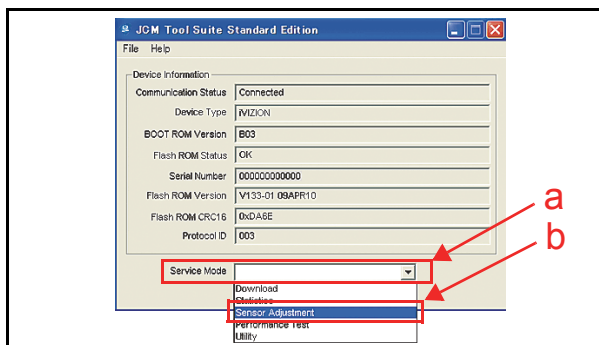 JCM Tool Suite Standard Edition
File Help
Device Information
Communication Status Connected
Device Type iVIZION
BOOT ROM Version B03
Flash ROM Status OK
Serial Number 000000000000
Flash ROM Version V133-01 09APR10
Flash ROM CRC16 0xDA6E
Protocol ID 003
a
b
Service Mode
Download
Statistics
Sensor Adjustment
Performance Test
Utility